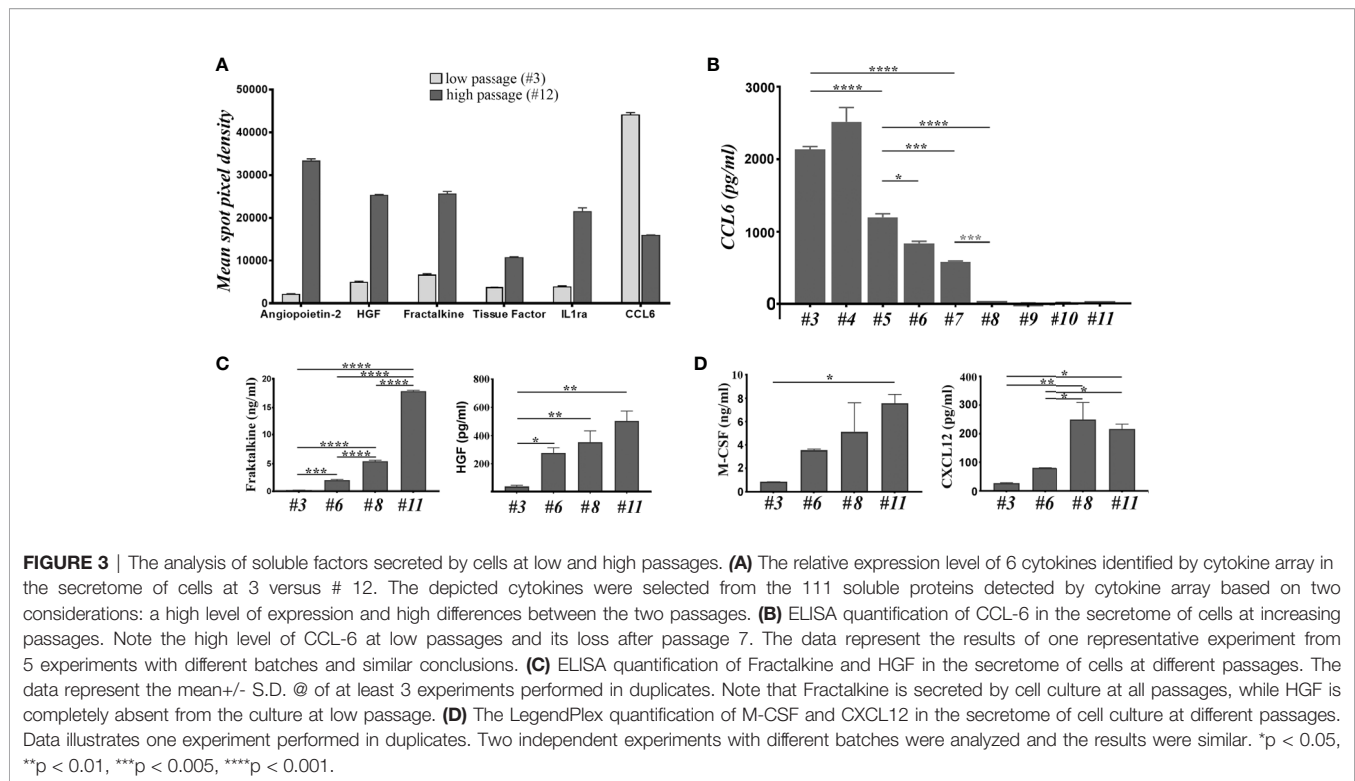 A
low passage (#3)
high passage (#12)
Mean spot pixel density
50000
40000
30000
20000
10000
0
Angiopoietin-2 HGF Fractalkine Tissue Factor IL1ra CCL6
B
CCL6 (pg/ml)
3000
2000
1000
0
****
****
****
***
*
***
#3 #4 #5 #6 #7 #8 #9 #10 #11
C
Fraktalkine (ng/ml)
20
15
10
5
0
****
****
****
****
****
***
#3 #6 #8 #11
HGF (pg/ml)
800
600
400
200
**
**
*
#3 #6 #8 #11
D
M-CSF (ng/ml)
10
8
6
4
2
0
*
#3 #6 #8 #11
CXCL12 (pg/ml)
400
300
200
100
0
*
**
*
*
#3 #6 #8 #11
FIGURE 3 | The analysis of soluble factors secreted by cells at low and high passages. (A) The relative expression level of 6 cytokines identified by cytokine array in
the secretome of cells at 3 versus # 12. The depicted cytokines were selected from the 111 soluble proteins detected by cytokine array based on two
considerations: a high level of expression and high differences between the two passages. (B) ELISA quantification of CCL-6 in the secretome of cells at increasing
passages. Note the high level of CCL-6 at low passages and its loss after passage 7. The data represent the results of one representative experiment from
5 experiments with different batches and similar conclusions. (C) ELISA quantification of Fractalkine and HGF in the secretome of cells at different passages. The
data represent the mean+/- S.D. @ of at least 3 experiments performed in duplicates. Note that Fractalkine is secreted by cell culture at all passages, while HGF is
completely absent from the culture at low passage. (D) The LegendPlex quantification of M-CSF and CXCL12 in the secretome of cell culture at different passages.
Data illustrates one experiment performed in duplicates. Two independent experiments with different batches were analyzed and the results were similar. *p < 0.05,
**p < 0.01, ***p < 0.005, ****p < 0.001.